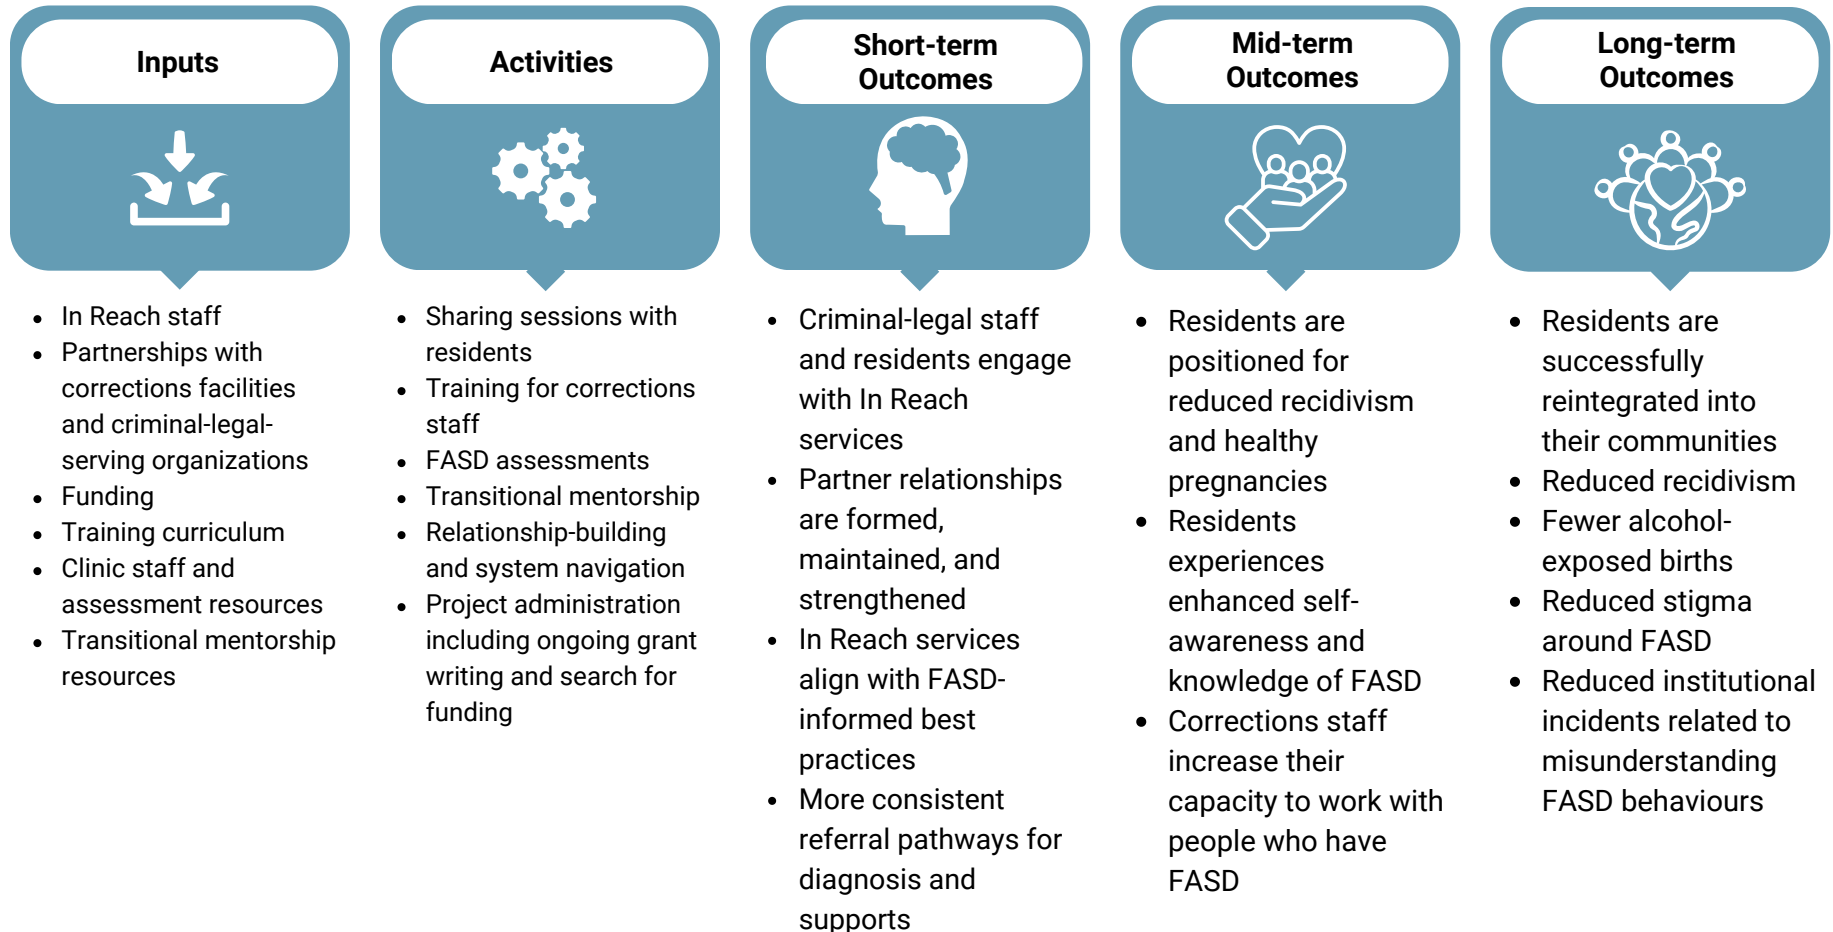 Inputs
• In Reach staff
• Partnerships with
corrections facilities
and criminal-legal-
serving organizations
• Funding
• Training curriculum
• Clinic staff and
assessment resources
• Transitional mentorship
resources
Activities
• Sharing sessions with
residents
• Training for corrections
staff
• FASD assessments
• Transitional mentorship
• Relationship-building
and system navigation
• Project administration
including ongoing grant
writing and search for
funding
Short-term
Outcomes
• Criminal-legal staff
and residents engage
with In Reach
services
• Partner relationships
are formed,
maintained, and
strengthened
• In Reach services
align with FASD-
informed best
practices
• More consistent
referral pathways for
diagnosis and
supports
Mid-term
Outcomes
• Residents are
positioned for
reduced recidivism
and healthy
pregnancies
• Residents
experiences
enhanced self-
awareness and
knowledge of FASD
• Corrections staff
increase their
capacity to work with
people who have
FASD
Long-term
Outcomes
• Residents are
successfully
reintegrated into
their communities
• Reduced recidivism
• Fewer alcohol-
exposed births
• Reduced stigma
around FASD
• Reduced institutional
incidents related to
misunderstanding
FASD behaviours